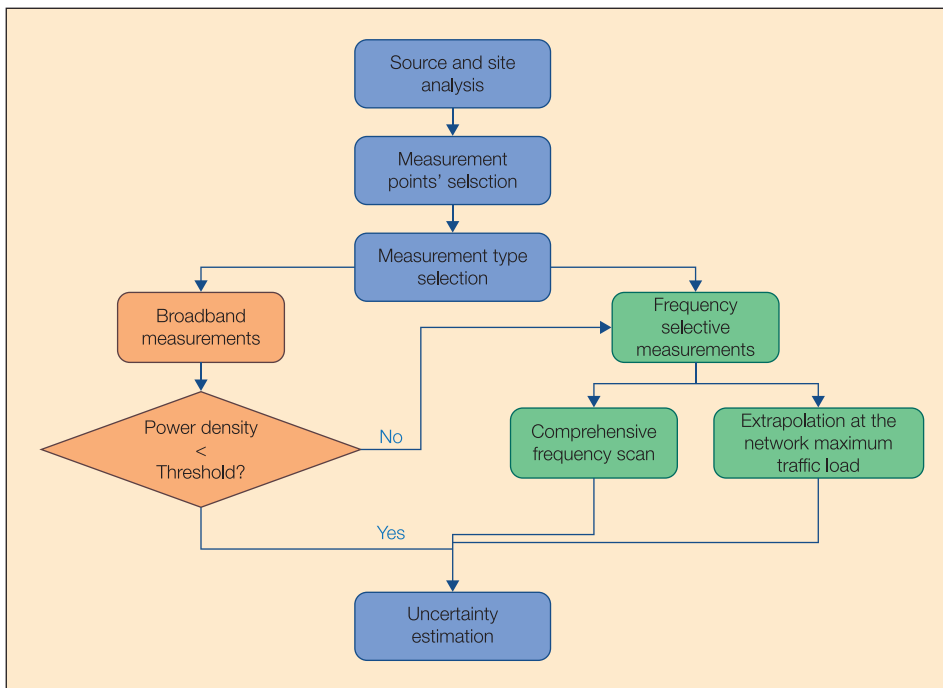 Source and site
analysis
Measurement
points' selsction
Measurement type
selection
Broadband
measurements
Frequency
selective
measurements
Power density
<
Threshold?
No
Comprehensive
frequency scan
Extrapolation at the
network maximum
traffic load
Yes
Uncertainty
estimation